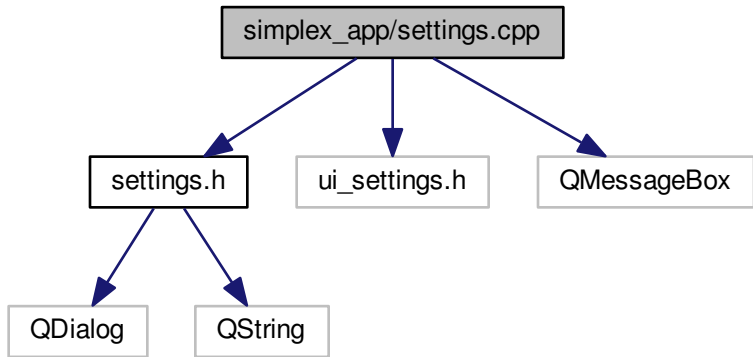 simplex_app/settings.cpp
settings.h
ui_settings.h
QMessageBox
QDialog
QString